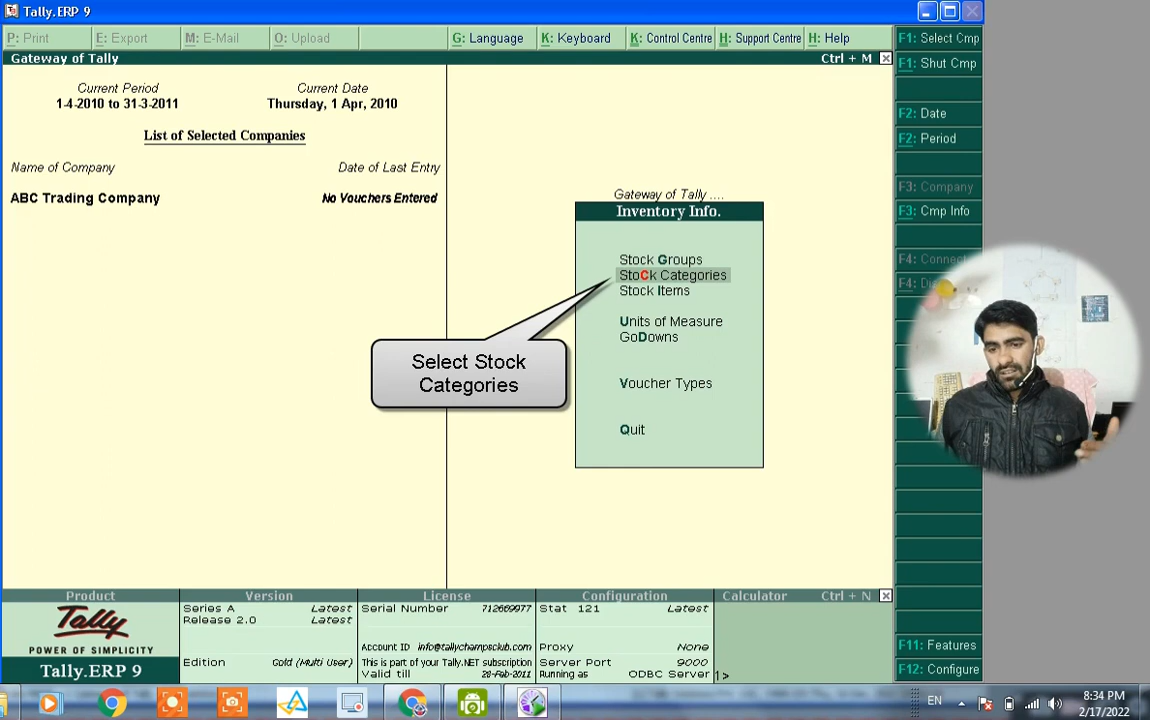 Tally.ERP 9
P: Print
E: Export
M: E-Mail
O: Upload
G: Language
K: Keyboard
K: Control Centre
H: Support Centre
H: Help
F1: Select Cmp
Gateway of Tally
Ctrl + M
F1: Shut Cmp
Current Period
1-4-2010 to 31-3-2011
Current Date
Thursday, 1 Apr, 2010
List of Selected Companies
Name of Company
Date of Last Entry
ABC Trading Company
No Vouchers Entered
Gateway of Tally ....
Inventory Info.
Stock Groups
StoCk Categories
Stock Items
Units of Measure
GoDowns
Voucher Types
Quit
Select Stock
Categories
F2: Date
F2: Period
F3: Company
F3: Cmp Info
F4: Connect
F4:
F11: Features
F12: Configure
Product
Tally
POWER OF SIMPLICITY
Tally.ERP 9
Version
Series A Latest
Release 2.0 Latest
Edition Gold (Multi User)
License
Serial Number 712669977
Account ID info@tallychampsclub.com
This is part of your Tally.NET subscription
Valid till 28-Feb-2011
Configuration
Stat 121 Latest
Proxy None
Server Port 9000
Running as ODBC Server
Calculator
Ctrl + N
1>
EN
8:34 PM
2/17/2022